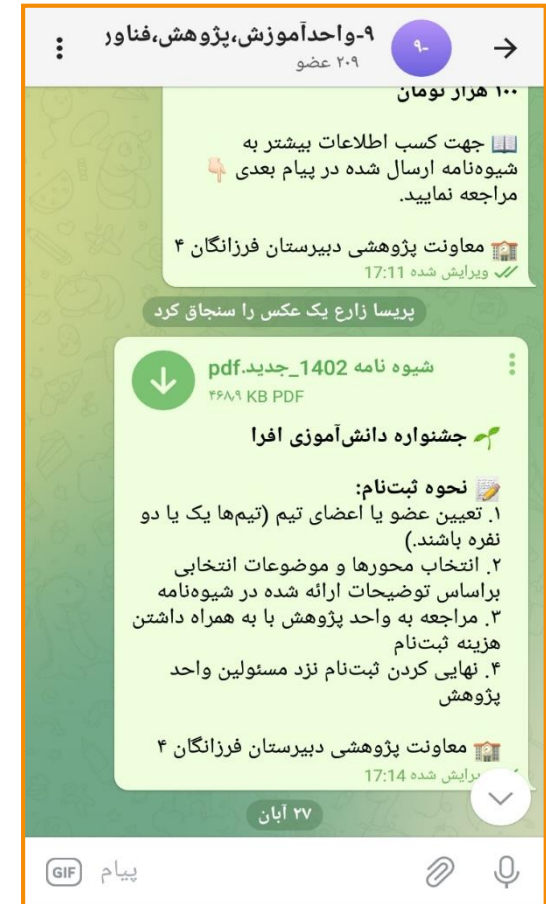 ۹-واحدآموزش،پژوهش،فناور
۲۰۹ عضو
-۹
۱۰۰ هزار تومان
📖 جهت کسب اطلاعات بیشتر به
شیوه‌نامه ارسال شده در پیام بعدی 👇🏻
مراجعه نمایید.
🏫 معاونت پژوهشی دبیرستان فرزانگان ۴
ویرایش شده 17:11
پریسا زارع یک عکس را سنجاق کرد
شیوه نامه 1402_جدید.pdf
۴۶۸٫۹ KB PDF
🌱 جشنواره دانش‌آموزی افرا
📝 نحوه ثبت‌نام:
۱. تعیین عضو یا اعضای تیم (تیم‌ها یک یا دو
نفره باشند.)
۲. انتخاب محورها و موضوعات انتخابی
براساس توضیحات ارائه شده در شیوه‌نامه
۳. مراجعه به واحد پژوهش با به همراه داشتن
هزینه ثبت‌نام
۴. نهایی کردن ثبت‌نام نزد مسئولین واحد
پژوهش
🏫 معاونت پژوهشی دبیرستان فرزانگان ۴
ویرایش شده 17:14
۲۷ آبان
پیام
GIF